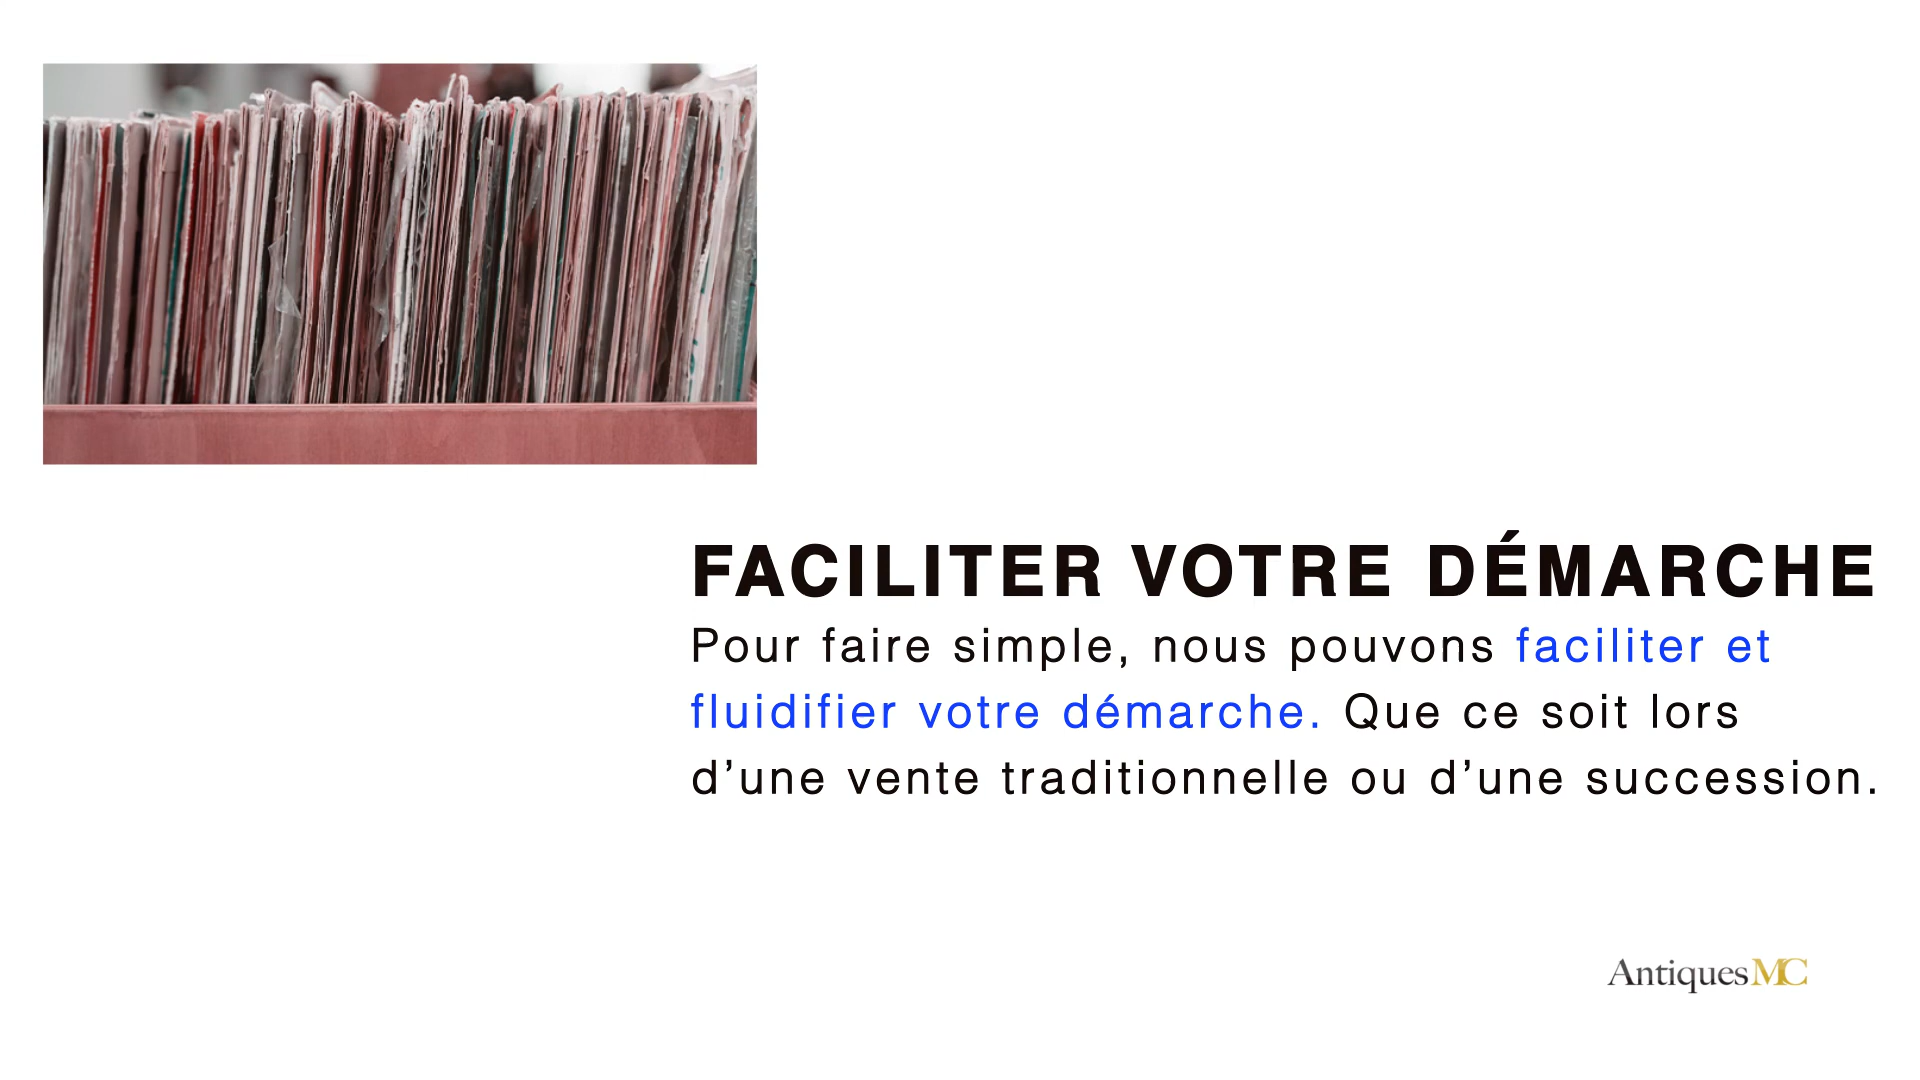 FACILITER VOTRE DÉMARCHE
Pour faire simple, nous pouvons faciliter et
fluidifier votre démarche. Que ce soit lors
d’une vente traditionnelle ou d’une succession.
AntiquesMC